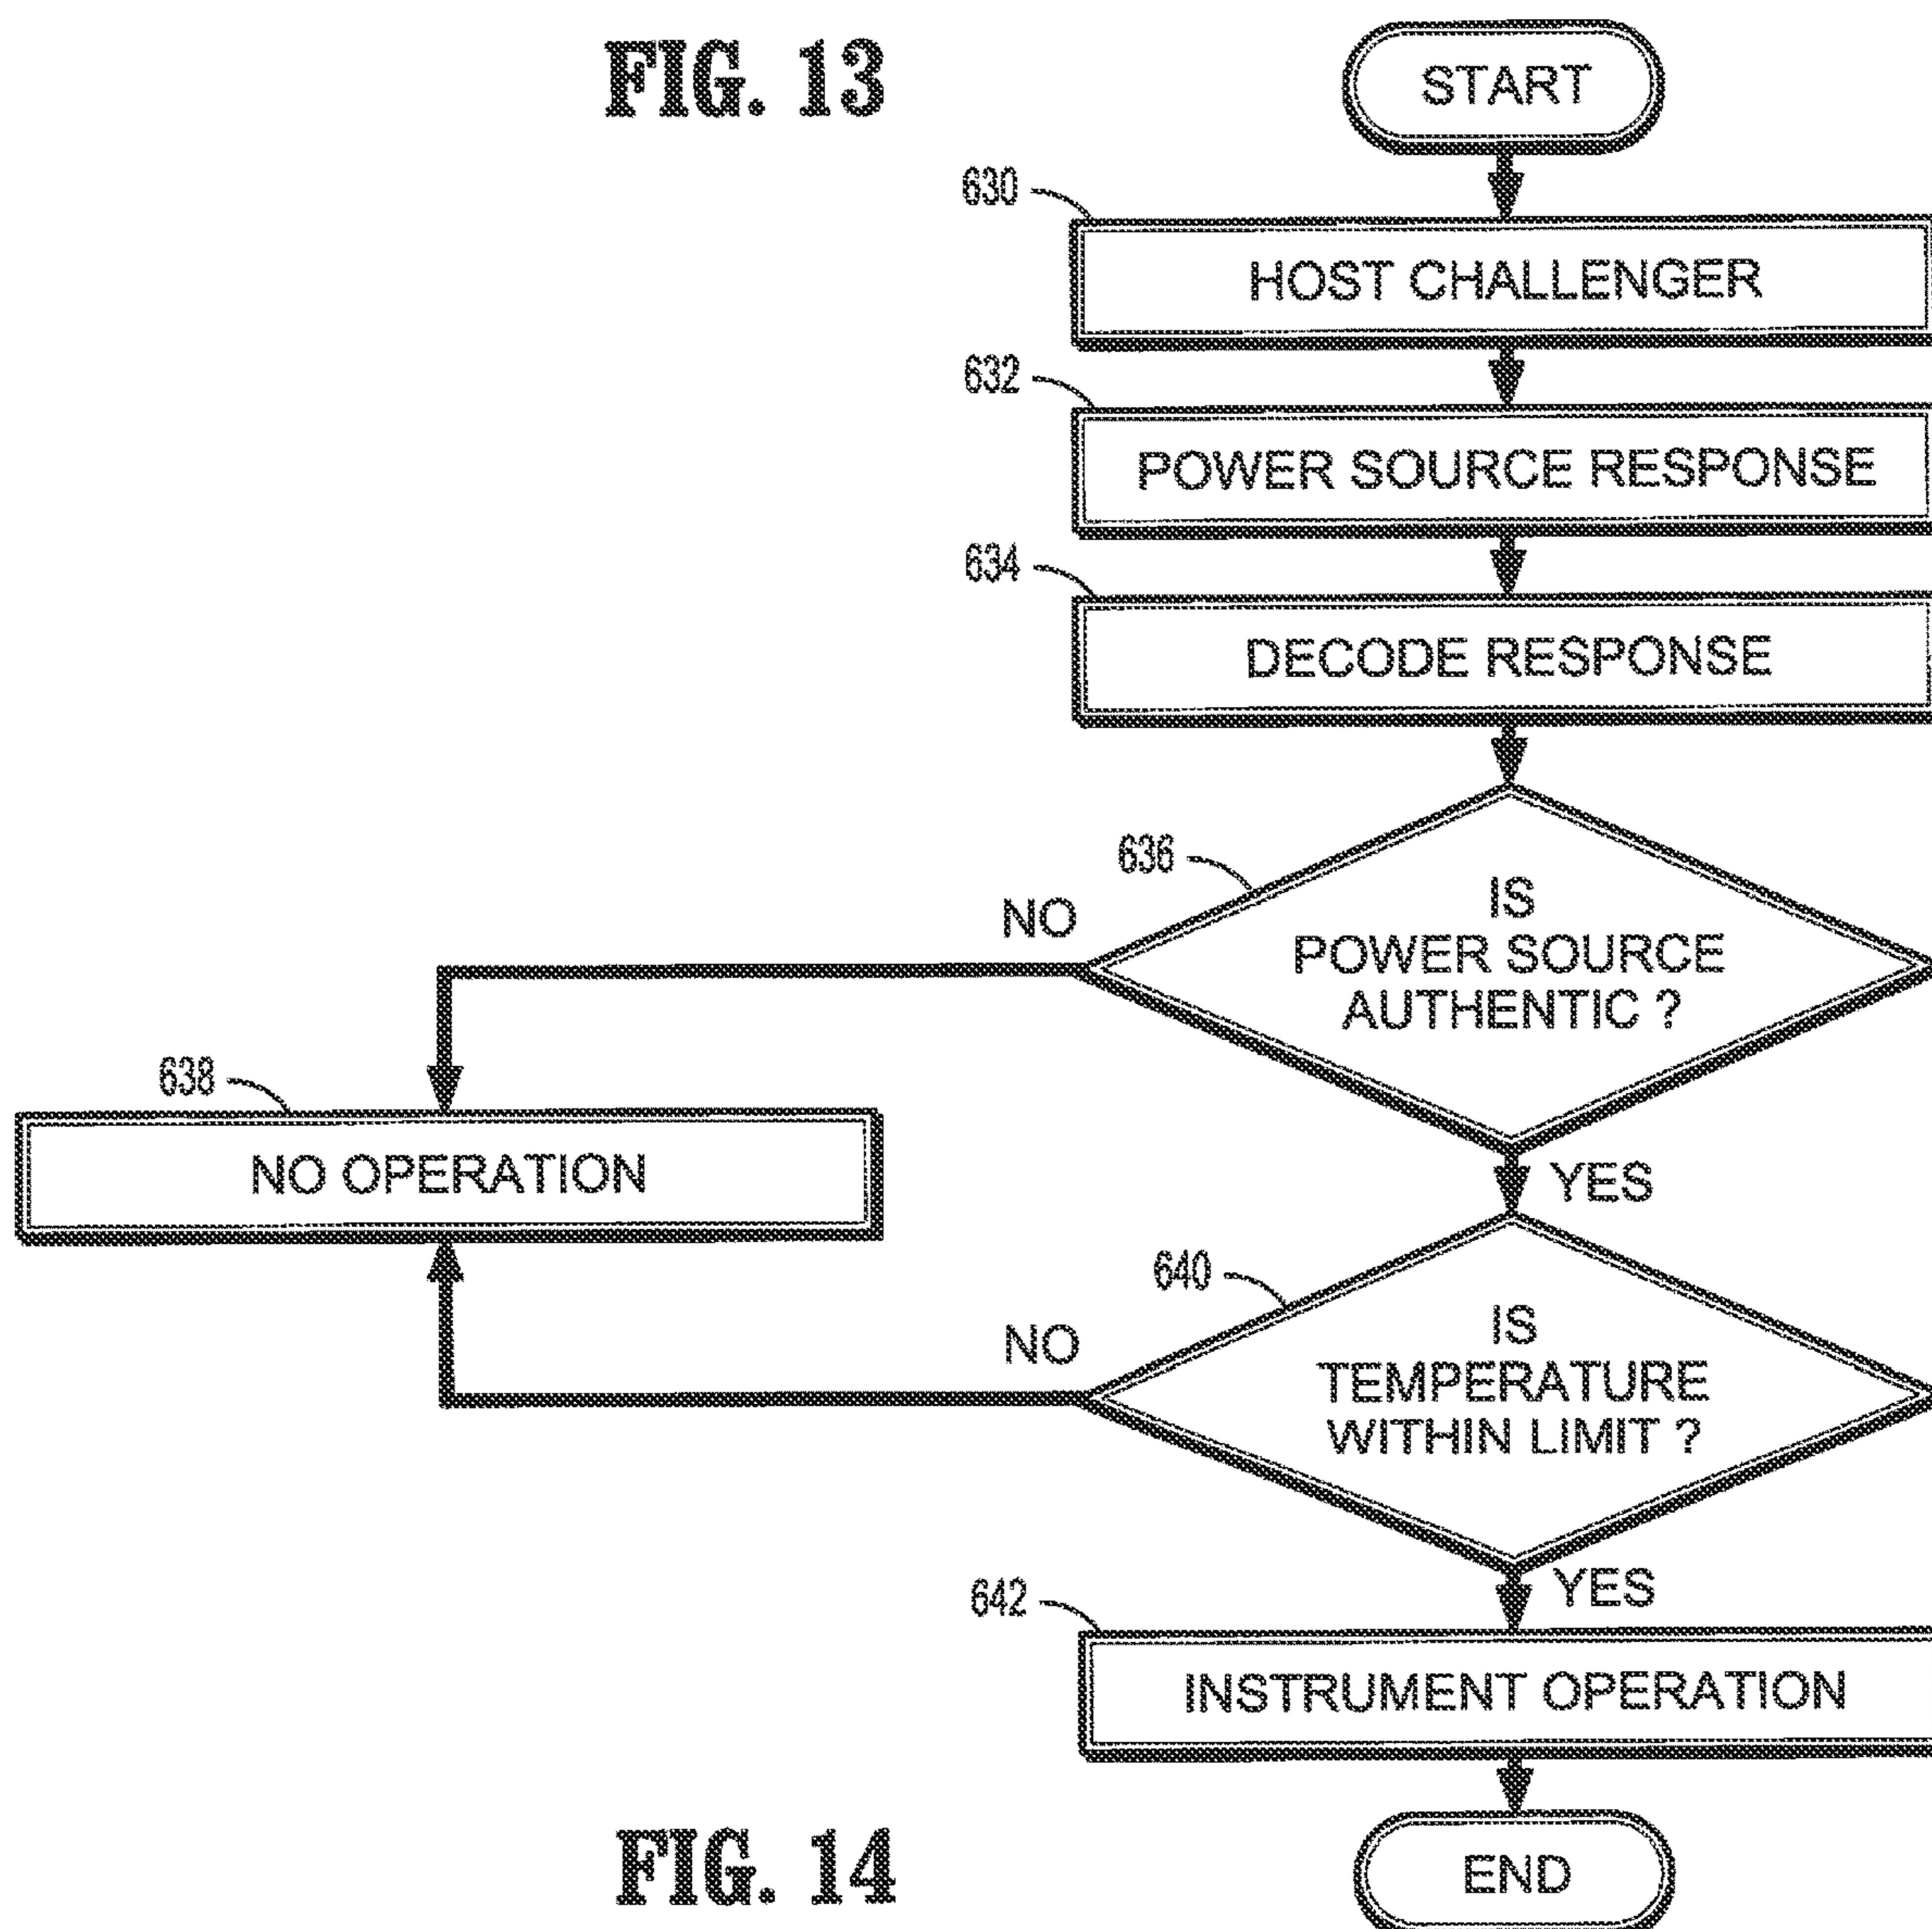 FIG. 13
START
630
HOST CHALLENGER
632
POWER SOURCE RESPONSE
634
DECODE RESPONSE
636
IS
POWER SOURCE
AUTHENTIC ?
NO
YES
638
NO OPERATION
640
IS
TEMPERATURE
WITHIN LIMIT ?
NO
YES
642
INSTRUMENT OPERATION
END
FIG. 14